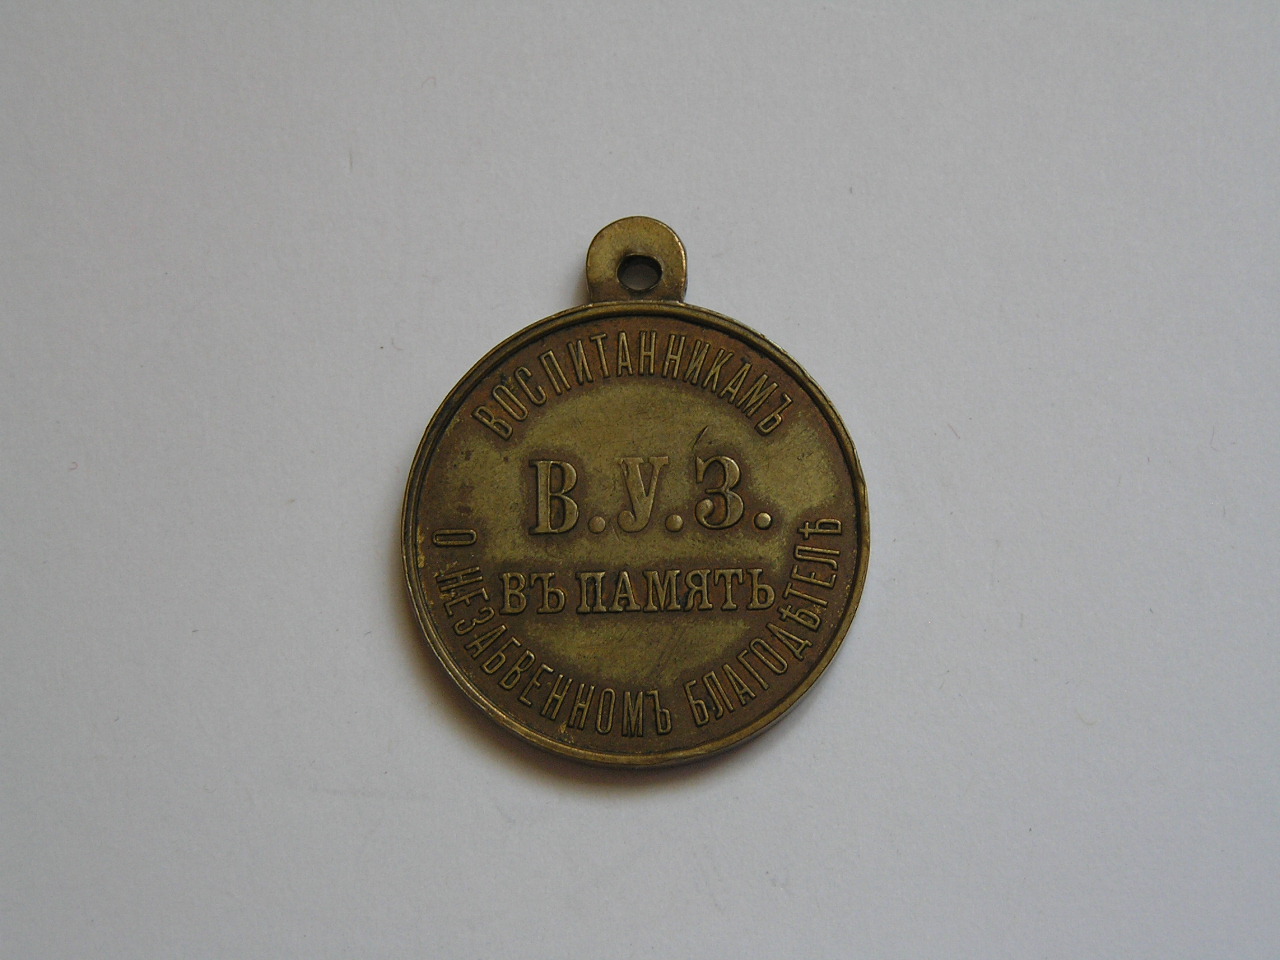 ВОСПИТАННИКАМЪ
В.У.З.
ВЪ ПАМЯТЬ
О НЕЗАБВЕННОМЪ БЛАГОДѢТЕЛѢ